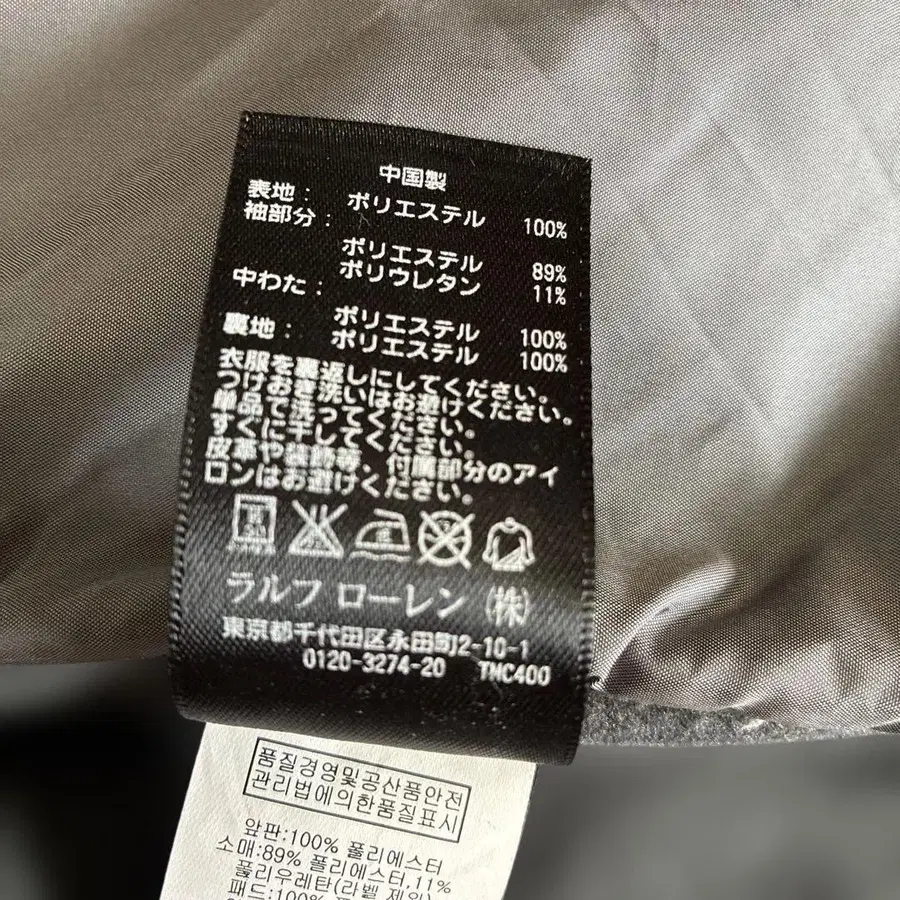 中国製
表地： ポリエステル 100%
袖部分：
ポリエステル 89%
ポリウレタン 11%
中わた：
ポリエステル 100%
裏地： ポリエステル 100%
衣服を裏返しにしてください。
つけおき洗いはお避けください。
単品で洗ってください。
すぐに干してください。
皮革や装飾等、付属部分のアイ
ロンはお避けください。
ラルフ ローレン (株)
東京都千代田区永田町2-10-1
0120-3274-20 TMC400
품질경영및공산품안전
관리법에의한품질표시
앞판:100% 폴리에스터
소매:89% 폴리에스터,11%
폴리우레탄(라벨 제외)
패드:100%